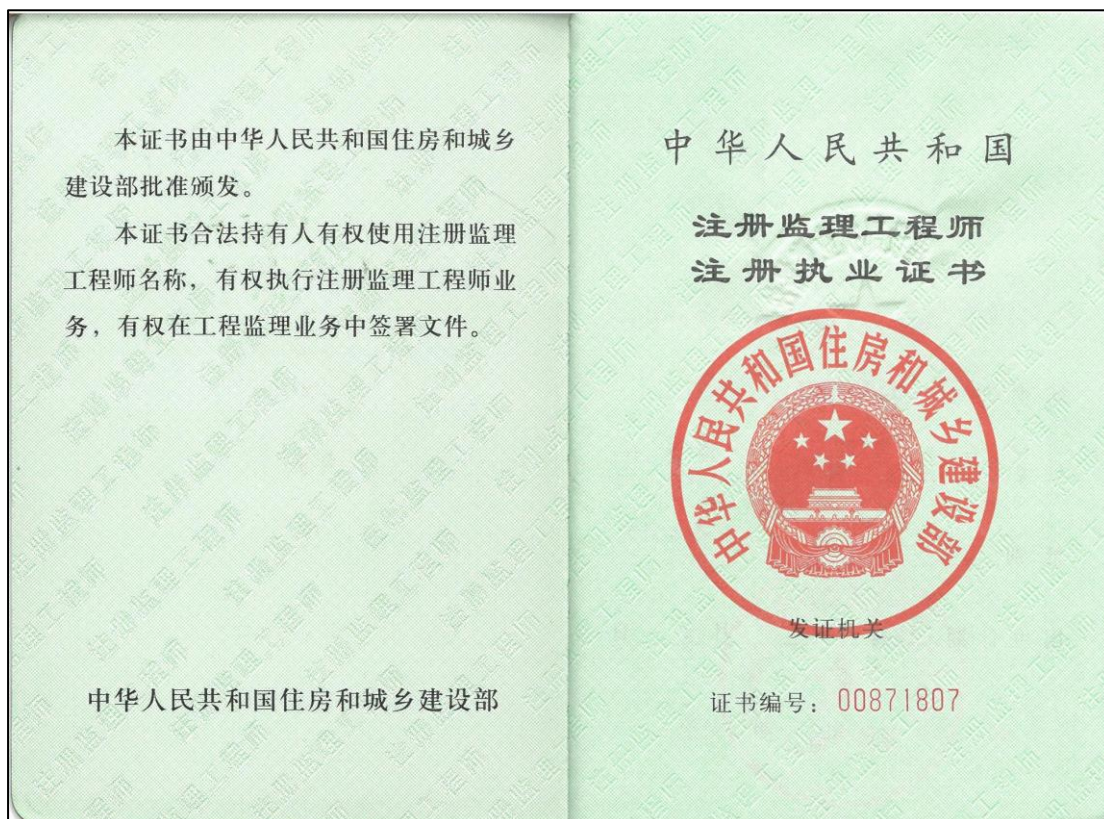 本证书由中华人民共和国住房和城乡
建设部批准颁发。
本证书合法持有人有权使用注册监理
工程师名称，有权执行注册监理工程师业
务，有权在工程监理业务中签署文件。
中华人民共和国住房和城乡建设部
中华人民共和国
注册监理工程师
注册执业证书
中华人民共和国住房和城乡建设部
发证机关
证书编号：00871807